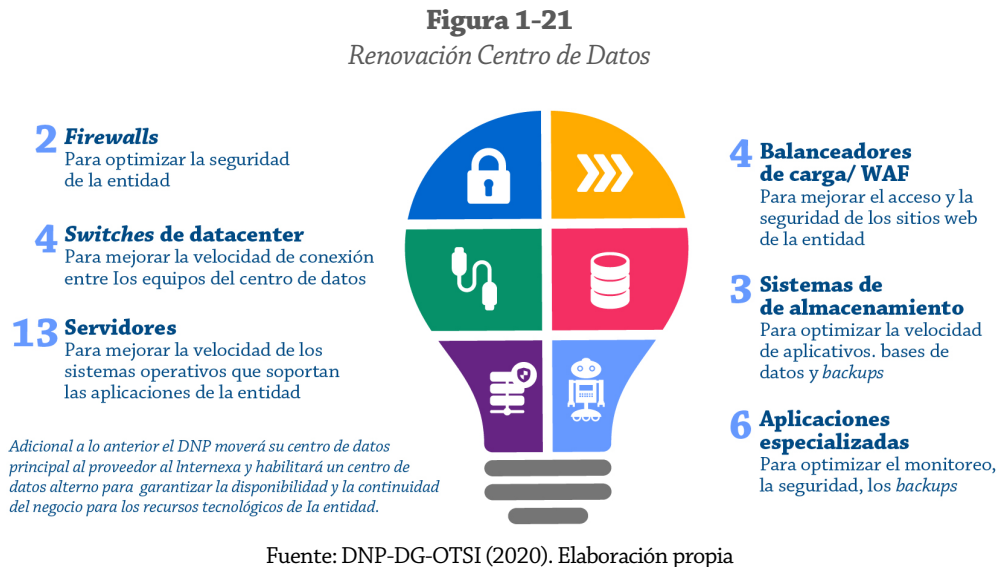 Figura 1-21
Renovación Centro de Datos
2 Firewalls
Para optimizar la seguridad
de la entidad
4 Switches de datacenter
Para mejorar la velocidad de conexión
entre los equipos del centro de datos
13 Servidores
Para mejorar la velocidad de los
sistemas operativos que soportan
las aplicaciones de la entidad
Adicional a lo anterior el DNP moverá su centro de datos
principal al proveedor al Internexa y habilitará un centro de
datos alterno para garantizar la disponibilidad y la continuidad
del negocio para los recursos tecnológicos de la entidad.
4 Balanceadores
de carga/ WAF
Para mejorar el acceso y la
seguridad de los sitios web
de la entidad
3 Sistemas de
de almacenamiento
Para optimizar la velocidad
de aplicativos. bases de
datos y backups
6 Aplicaciones
especializadas
Para optimizar el monitoreo,
la seguridad, los backups
Fuente: DNP-DG-OTSI (2020). Elaboración propia